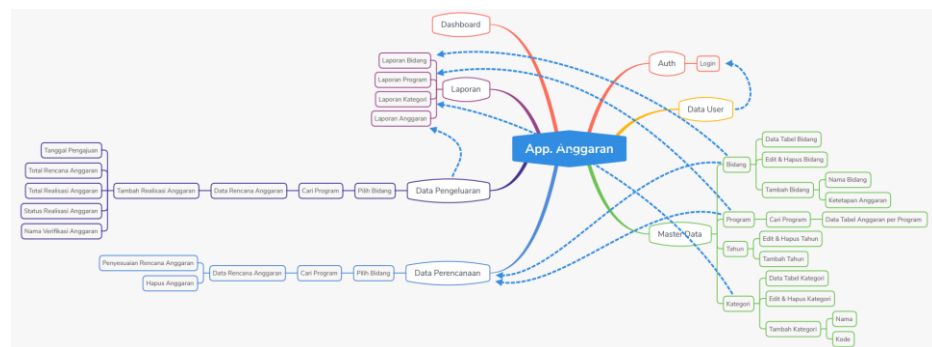 Dashboard
Laporan Bidang
Laporan Program
Laporan Kategori
Laporan Anggaran
Laporan
Auth
Login
Data User
App. Anggaran
Tanggal Pengajuan
Total Rencana Anggaran
Total Realisasi Anggaran
Status Realisasi Anggaran
Nama Verifikasi Anggaran
Tambah Realisasi Anggaran
Data Rencana Anggaran
Cari Program
Pilih Bidang
Data Pengeluaran
Penyesuaian Rencana Anggaran
Hapus Anggaran
Data Rencana Anggaran
Cari Program
Pilih Bidang
Data Perencanaan
Master Data
Bidang
Data Tabel Bidang
Edit & Hapus Bidang
Tambah Bidang
Nama Bidang
Ketetapan Anggaran
Program
Cari Program
Data Tabel Anggaran per Program
Tahun
Edit & Hapus Tahun
Tambah Tahun
Kategori
Data Tabel Kategori
Edit & Hapus Kategori
Tambah Kategori
Nama
Kode